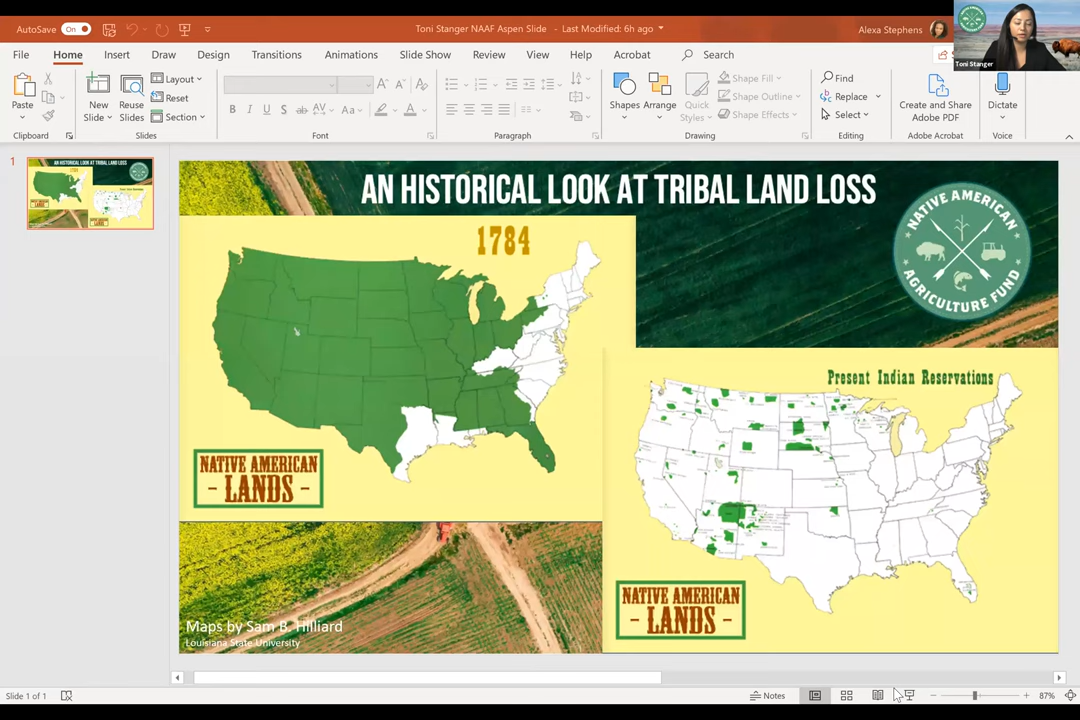 AutoSave On
Toni Stanger NAAF Aspen Slide - Last Modified: 6h ago
Alexa Stephens
Toni Stanger
File Home Insert Draw Design Transitions Animations Slide Show Review View Help Acrobat Search
Paste
Clipboard
New Slide
Reuse Slides
Layout
Reset
Section
Slides
B I U S ab AV Aa A
Font
Paragraph
Shapes
Arrange
Quick Styles
Shape Fill
Shape Outline
Shape Effects
Drawing
Find
Replace
Select
Editing
Create and Share Adobe PDF
Adobe Acrobat
Dictate
Voice
1
AN HISTORICAL LOOK AT TRIBAL LAND LOSS
1784
NATIVE AMERICAN
AGRICULTURE FUND
Present Indian Reservations
NATIVE AMERICAN
- LANDS -
NATIVE AMERICAN
- LANDS -
Maps by Sam B. Hilliard
Louisiana State University
Slide 1 of 1
Notes
87%